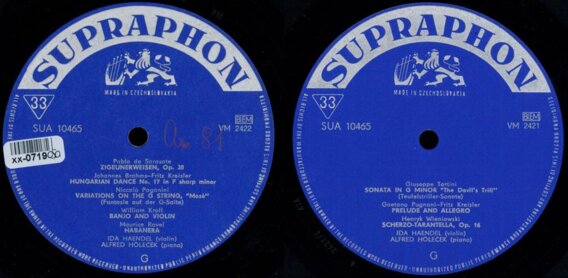 SUPRAPHON
MADE IN CZECHOSLOVAKIA
33
SUA 10465
BIEM
VM 2422
xx-0719
Pablo de Sarasate
ZIGEUNERWEISEN, Op. 20
Johannes Brahms-Fritz Kreisler
HUNGARIAN DANCE No. 17 in F sharp minor
Niccolò Paganini
VARIATIONS ON THE G STRING, "Mosè"
(Fantasie auf der G-Saite)
William Kroll
BANJO AND VIOLIN
Maurice Ravel
HABANERA
IDA HAENDEL (violin)
ALFRED HOLEČEK (piano)
G
SUPRAPHON
MADE IN CZECHOSLOVAKIA
33
SUA 10465
BIEM
VM 2421
Giuseppe Tartini
SONATA IN G MINOR "The Devil's Trill"
(Teufelstriller-Sonate)
Gaetano Pugnani-Fritz Kreisler
PRELUDE AND ALLEGRO
Henryk Wieniawski
SCHERZO-TARANTELLA, Op. 16
IDA HAENDEL (violin)
ALFRED HOLEČEK (piano)
G